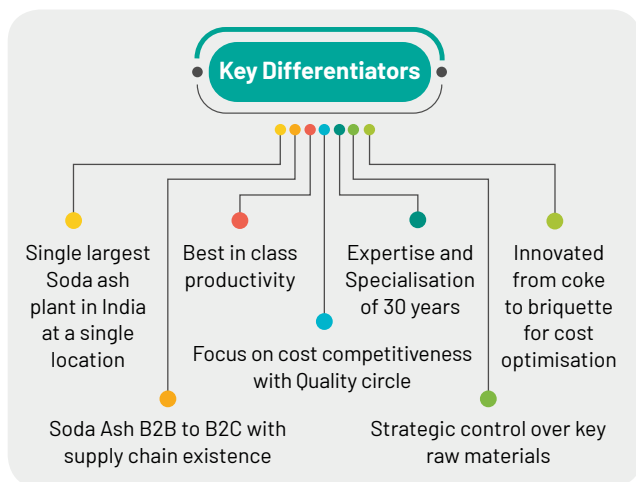 Key Differentiators
Single largest
Soda ash
plant in India
at a single
location
Best in class
productivity
Expertise and
Specialisation
of 30 years
Innovated
from coke
to briquette
for cost
optimisation
Focus on cost competitiveness
with Quality circle
Soda Ash B2B to B2C with
supply chain existence
Strategic control over key
raw materials